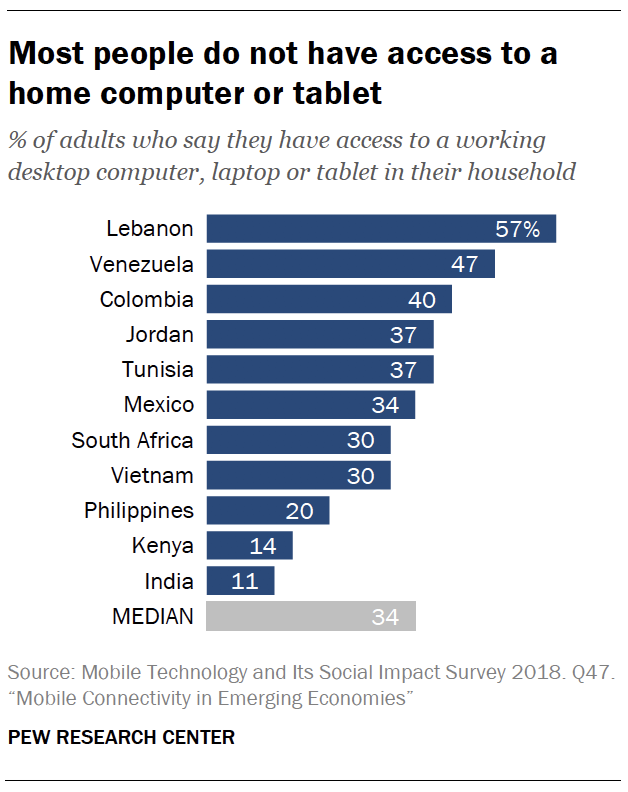 Most people do not have access to a
home computer or tablet
% of adults who say they have access to a working
desktop computer, laptop or tablet in their household
Lebanon 57%
Venezuela 47
Colombia 40
Jordan 37
Tunisia 37
Mexico 34
South Africa 30
Vietnam 30
Philippines 20
Kenya 14
India 11
MEDIAN 34
Source: Mobile Technology and Its Social Impact Survey 2018. Q47.
“Mobile Connectivity in Emerging Economies”
PEW RESEARCH CENTER